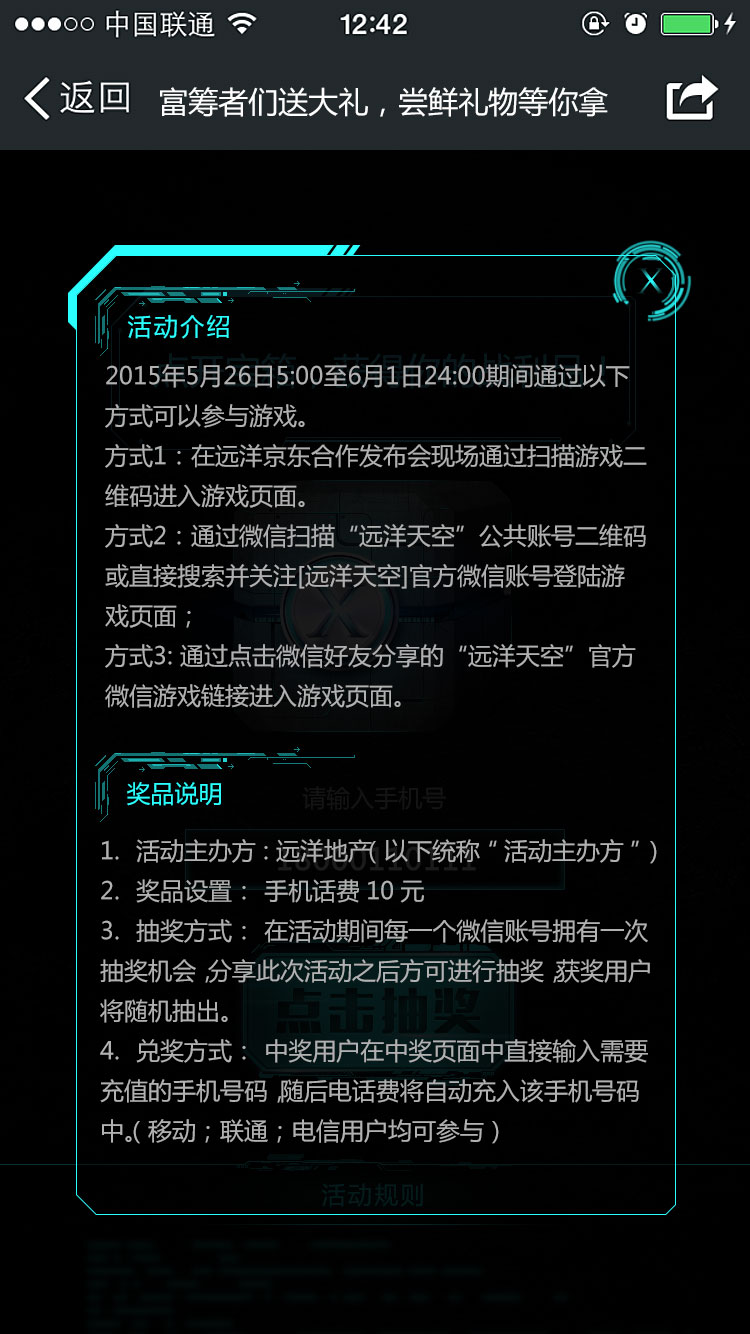 中国联通 12:42
返回 富筹者们送大礼，尝鲜礼物等你拿
活动介绍
2015年5月26日5:00至6月1日24:00期间通过以下
方式可以参与游戏。
方式1：在远洋京东合作发布会现场通过扫描游戏二
维码进入游戏页面。
方式2：通过微信扫描“远洋天空”公共账号二维码
或直接搜索并关注[远洋天空]官方微信账号登陆游
戏页面；
方式3: 通过点击微信好友分享的“远洋天空”官方
微信游戏链接进入游戏页面。
奖品说明
请输入手机号
1. 活动主办方：远洋地产( 以下统称 “ 活动主办方 ” )
2. 奖品设置： 手机话费 10 元
3. 抽奖方式： 在活动期间每一个微信账号拥有一次
抽奖机会 ,分享此次活动之后方可进行抽奖 ,获奖用户
将随机抽出。
点击抽奖
4. 兑奖方式： 中奖用户在中奖页面中直接输入需要
充值的手机号码 ,随后电话费将自动充入该手机号码
中。( 移动；联通；电信用户均可参与 )
活动规则